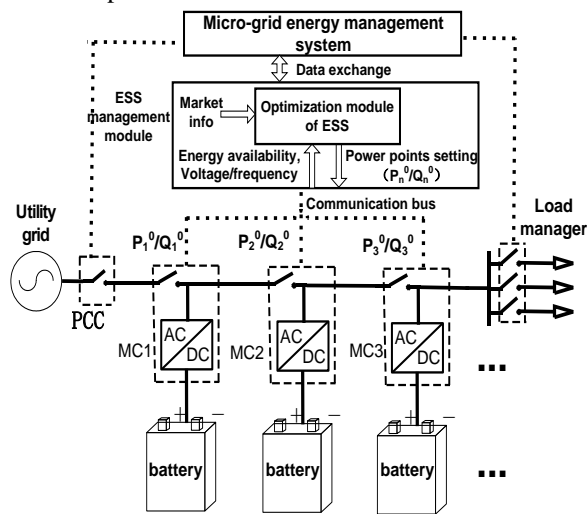 Micro-grid energy management
system
Data exchange
ESS
management
module
Market
info
Optimization module
of ESS
Energy availability,
Voltage/frequency
Power points setting
(Pn⁰/Qn⁰)
Communication bus
Utility
grid
P1⁰/Q1⁰
P2⁰/Q2⁰
P3⁰/Q3⁰
Load
manager
PCC
MC1
AC
DC
MC2
AC
DC
MC3
AC
DC
...
+ −
+ −
+ −
battery
battery
battery
...